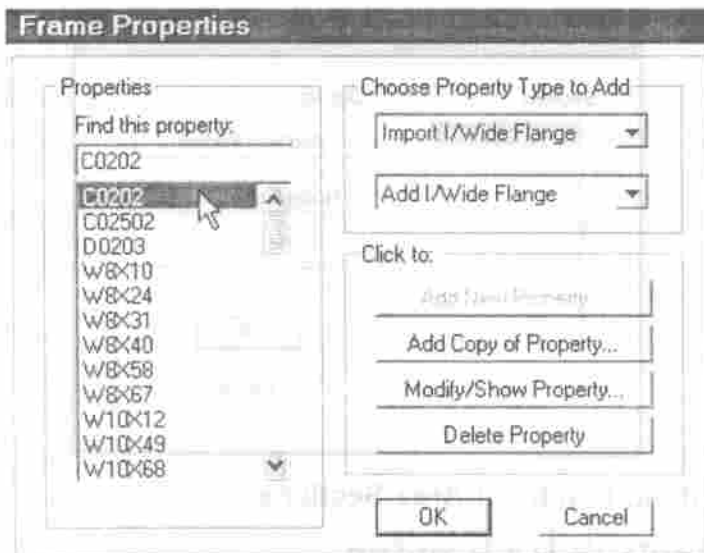 Frame Properties
Properties
Find this property:
C0202
C0202
C02502
D0203
W8X10
W8X24
W8X31
W8X40
W8X58
W8X67
W10X12
W10X49
W10X68
Choose Property Type to Add
Import I/Wide Flange
Add I/Wide Flange
Click to:
Add New Property
Add Copy of Property...
Modify/Show Property...
Delete Property
OK
Cancel